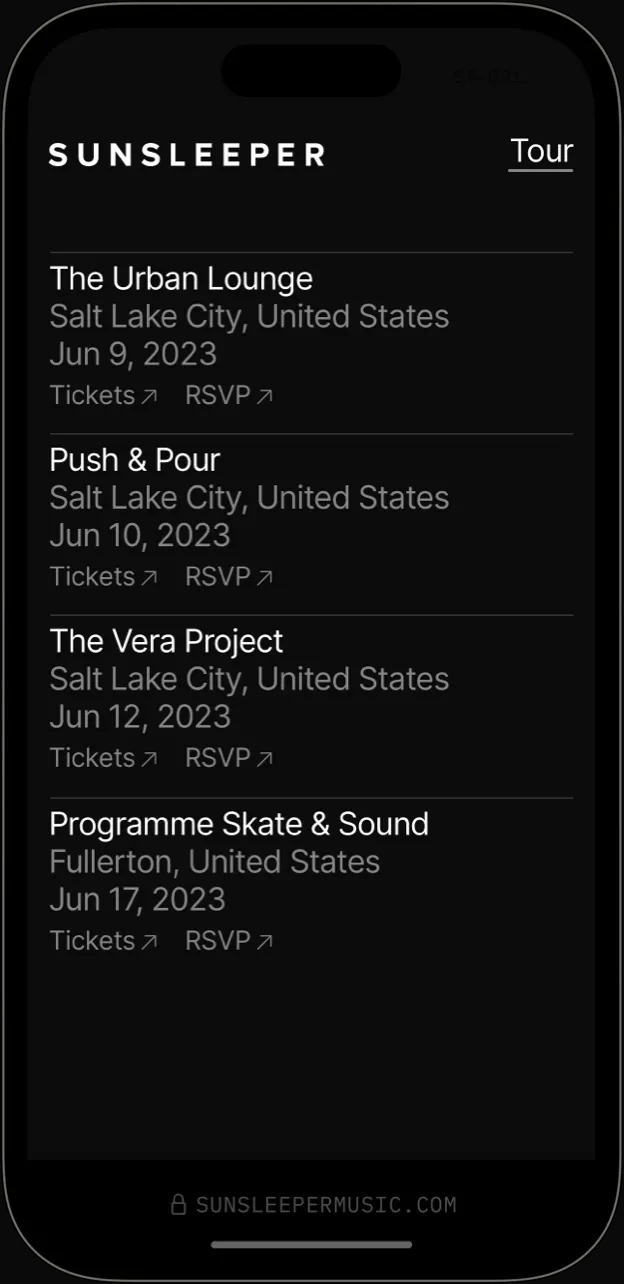 SUNSLEEPER
Tour
The Urban Lounge
Salt Lake City, United States
Jun 9, 2023
Tickets↗ RSVP↗
Push & Pour
Salt Lake City, United States
Jun 10, 2023
Tickets↗ RSVP↗
The Vera Project
Salt Lake City, United States
Jun 12, 2023
Tickets↗ RSVP↗
Programme Skate & Sound
Fullerton, United States
Jun 17, 2023
Tickets↗ RSVP↗
SUNSLEEPERMUSIC.COM